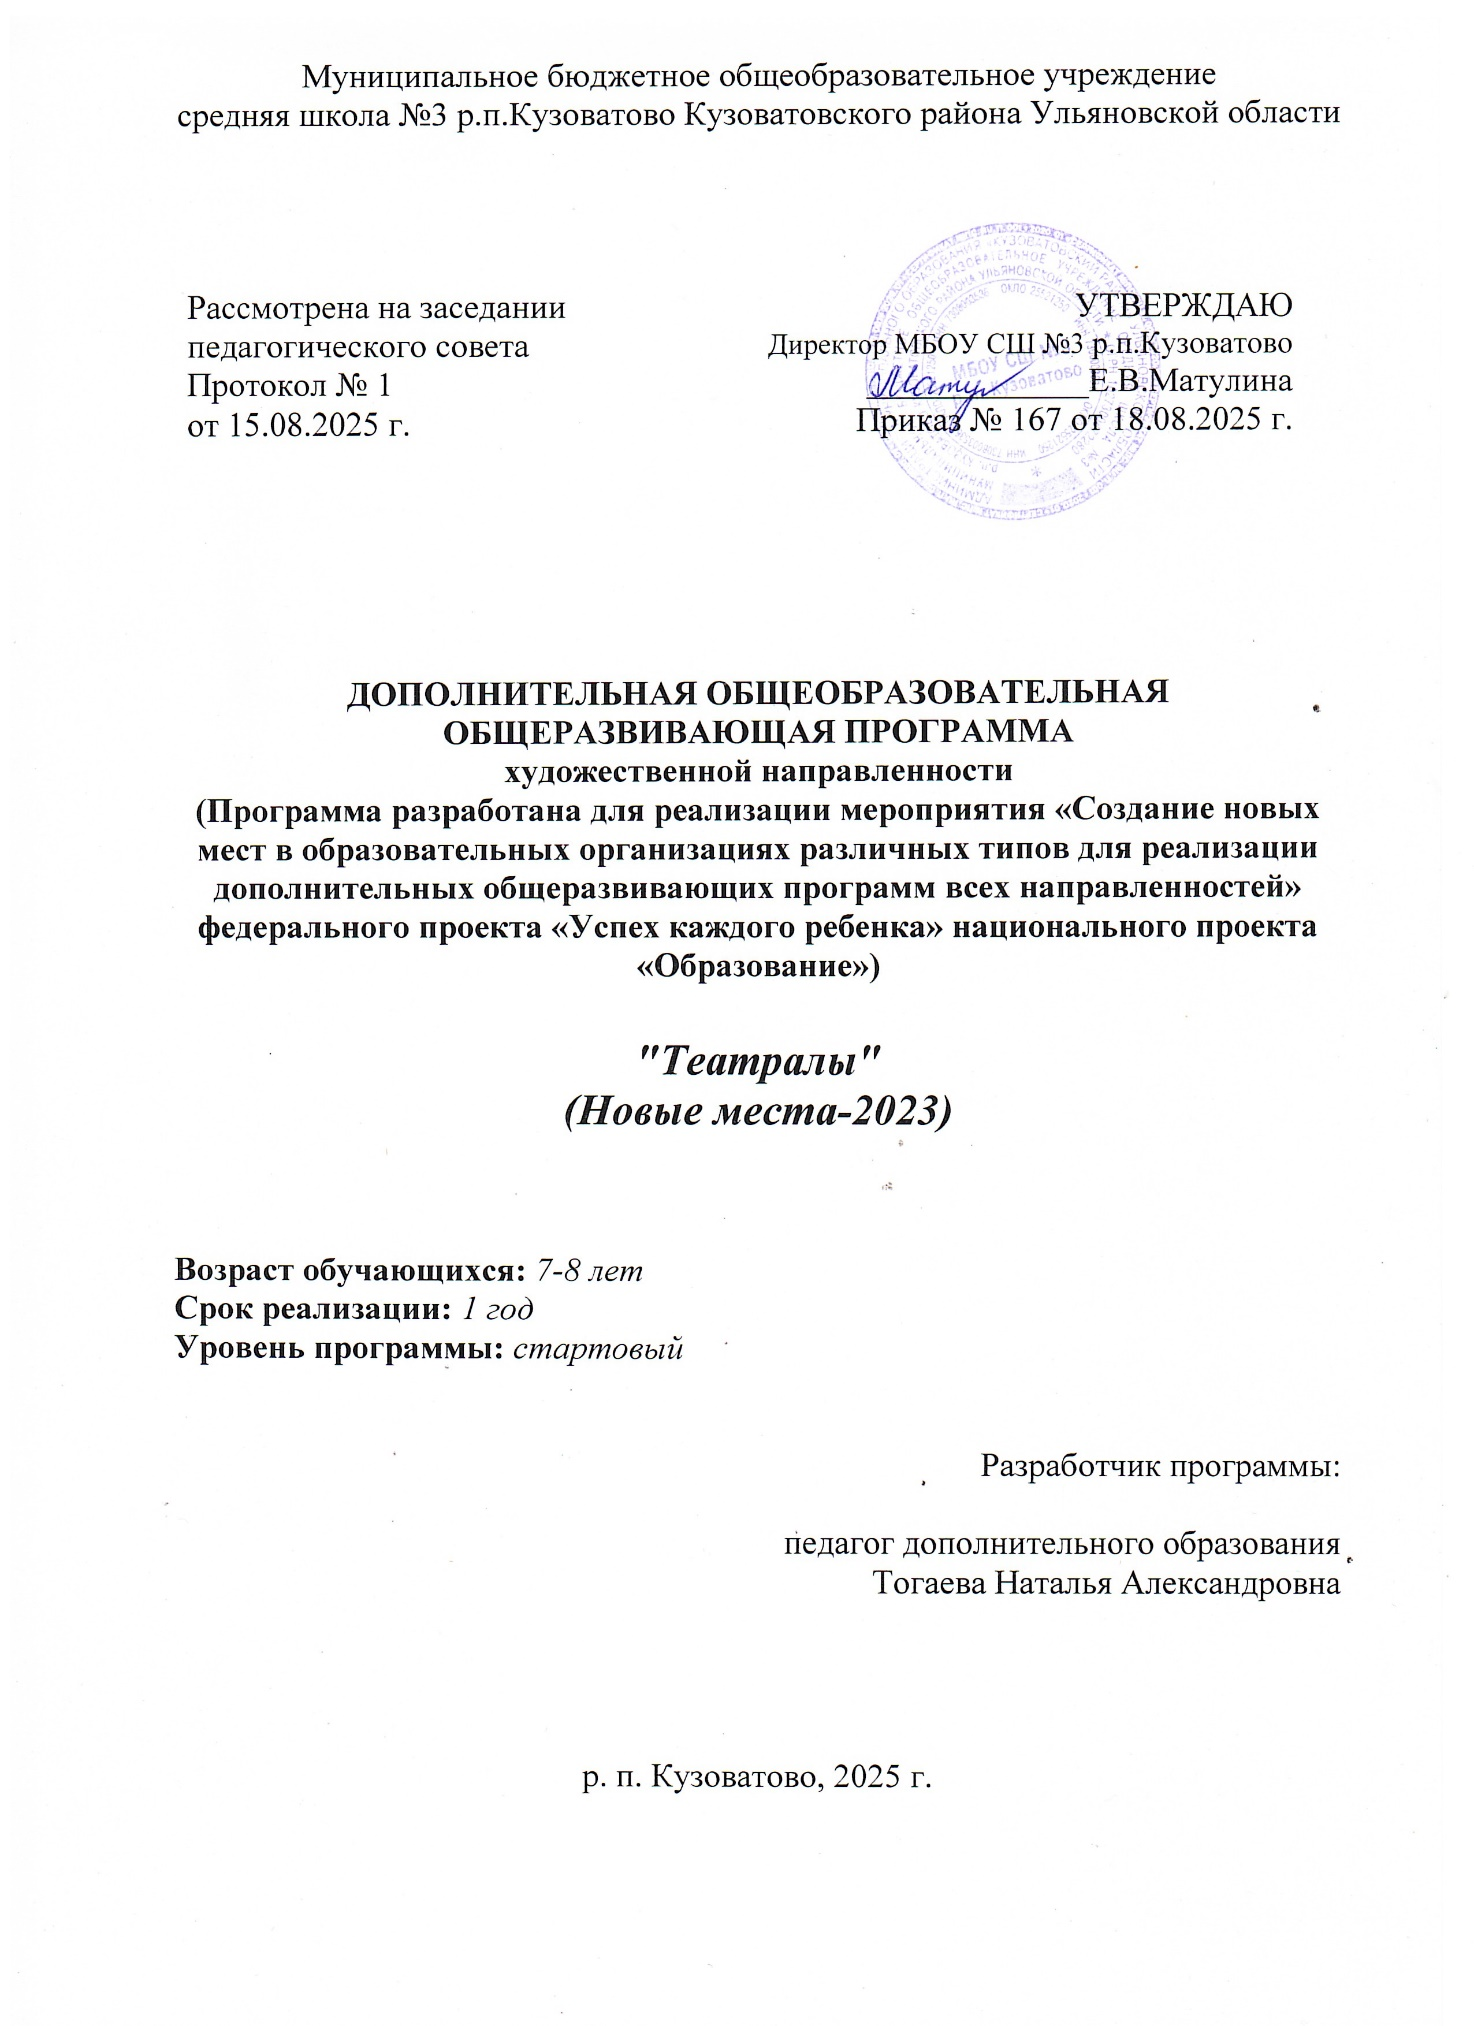 Муниципальное бюджетное общеобразовательное учреждение
средняя школа №3 р.п.Кузоватово Кузоватовского района Ульяновской области
Рассмотрена на заседании
педагогического совета
Протокол № 1
от 15.08.2025 г.
УТВЕРЖДАЮ
Директор МБОУ СШ №3 р.п.Кузоватово
Е.В.Матулина
Приказ № 167 от 18.08.2025 г.
МБОУ СШ №3
Кузоватово
ДОПОЛНИТЕЛЬНАЯ ОБЩЕОБРАЗОВАТЕЛЬНАЯ
ОБЩЕРАЗВИВАЮЩАЯ ПРОГРАММА
художественной направленности
(Программа разработана для реализации мероприятия «Создание новых
мест в образовательных организациях различных типов для реализации
дополнительных общеразвивающих программ всех направленностей»
федерального проекта «Успех каждого ребенка» национального проекта
«Образование»)
"Театралы"
(Новые места-2023)
Возраст обучающихся: 7-8 лет
Срок реализации: 1 год
Уровень программы: стартовый
Разработчик программы:
педагог дополнительного образования
Тогаева Наталья Александровна
р. п. Кузоватово, 2025 г.